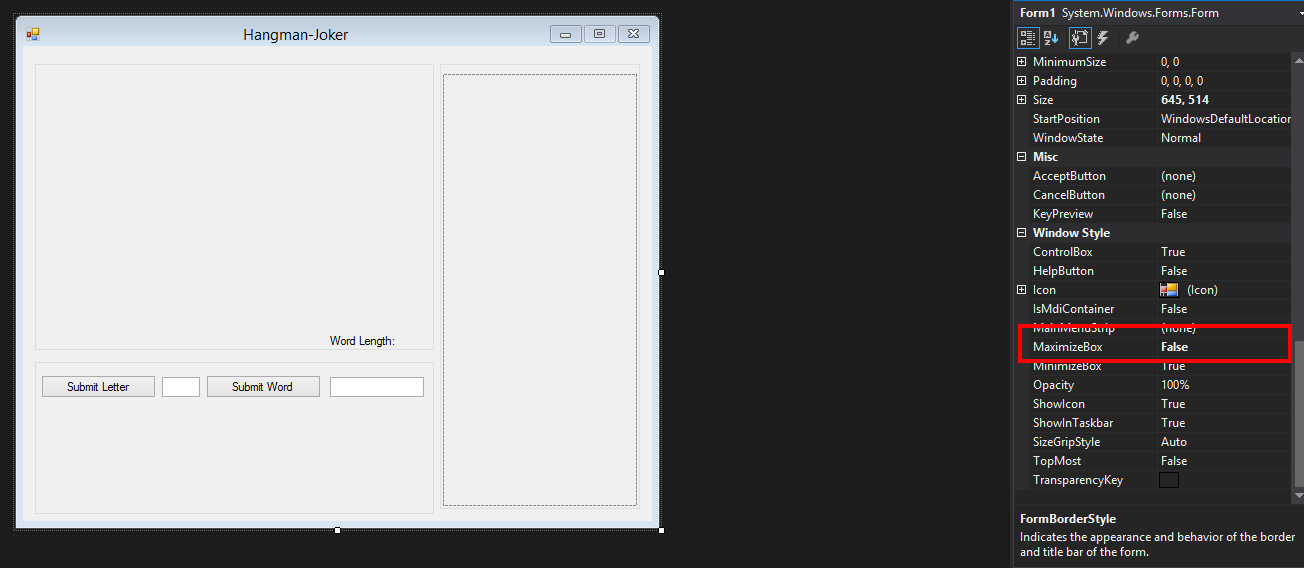 Hangman-Joker
Word Length:
Submit Letter
Submit Word
Form1 System.Windows.Forms.Form
MinimumSize 0, 0
Padding 0, 0, 0, 0
Size 645, 514
StartPosition WindowsDefaultLocation
WindowState Normal
Misc
AcceptButton (none)
CancelButton (none)
KeyPreview False
Window Style
ControlBox True
HelpButton False
Icon (Icon)
IsMdiContainer False
MainMenuStrip (none)
MaximizeBox False
MinimizeBox True
Opacity 100%
ShowIcon True
ShowInTaskbar True
SizeGripStyle Auto
TopMost False
TransparencyKey
FormBorderStyle
Indicates the appearance and behavior of the border
and title bar of the form.